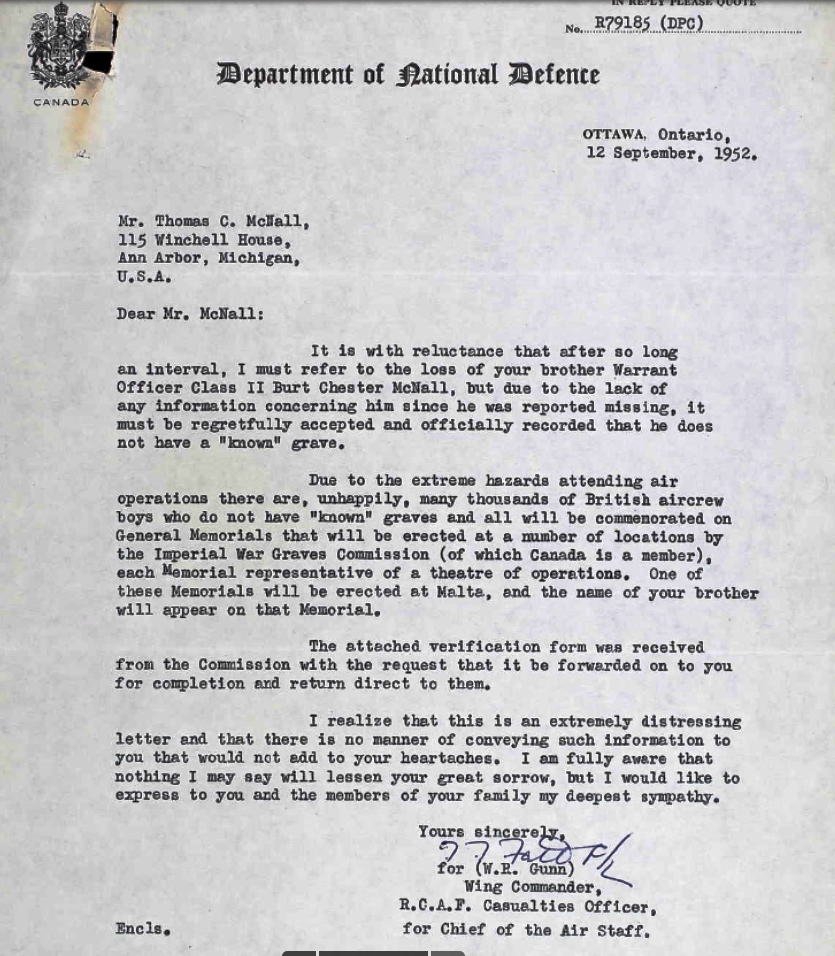 IN REPLY PLEASE QUOTE
No. R79185 (DPC)
CANADA
Department of National Defence
OTTAWA, Ontario,
12 September, 1952.
Mr. Thomas C. McNall,
115 Winchell House,
Ann Arbor, Michigan,
U.S.A.
Dear Mr. McNall:
It is with reluctance that after so long
an interval, I must refer to the loss of your brother Warrant
Officer Class II Burt Chester McNall, but due to the lack of
any information concerning him since he was reported missing, it
must be regretfully accepted and officially recorded that he does
not have a "known" grave.
Due to the extreme hazards attending air
operations there are, unhappily, many thousands of British aircrew
boys who do not have "known" graves and all will be commemorated on
General Memorials that will be erected at a number of locations by
the Imperial War Graves Commission (of which Canada is a member),
each Memorial representative of a theatre of operations. One of
these Memorials will be erected at Malta, and the name of your brother
will appear on that Memorial.
The attached verification form was received
from the Commission with the request that it be forwarded on to you
for completion and return direct to them.
I realize that this is an extremely distressing
letter and that there is no manner of conveying such information to
you that would not add to your heartaches. I am fully aware that
nothing I may say will lessen your great sorrow, but I would like to
express to you and the members of your family my deepest sympathy.
Yours sincerely,
F/L
for (W.R. Gunn)
Wing Commander,
R.C.A.F. Casualties Officer,
Encls. for Chief of the Air Staff.